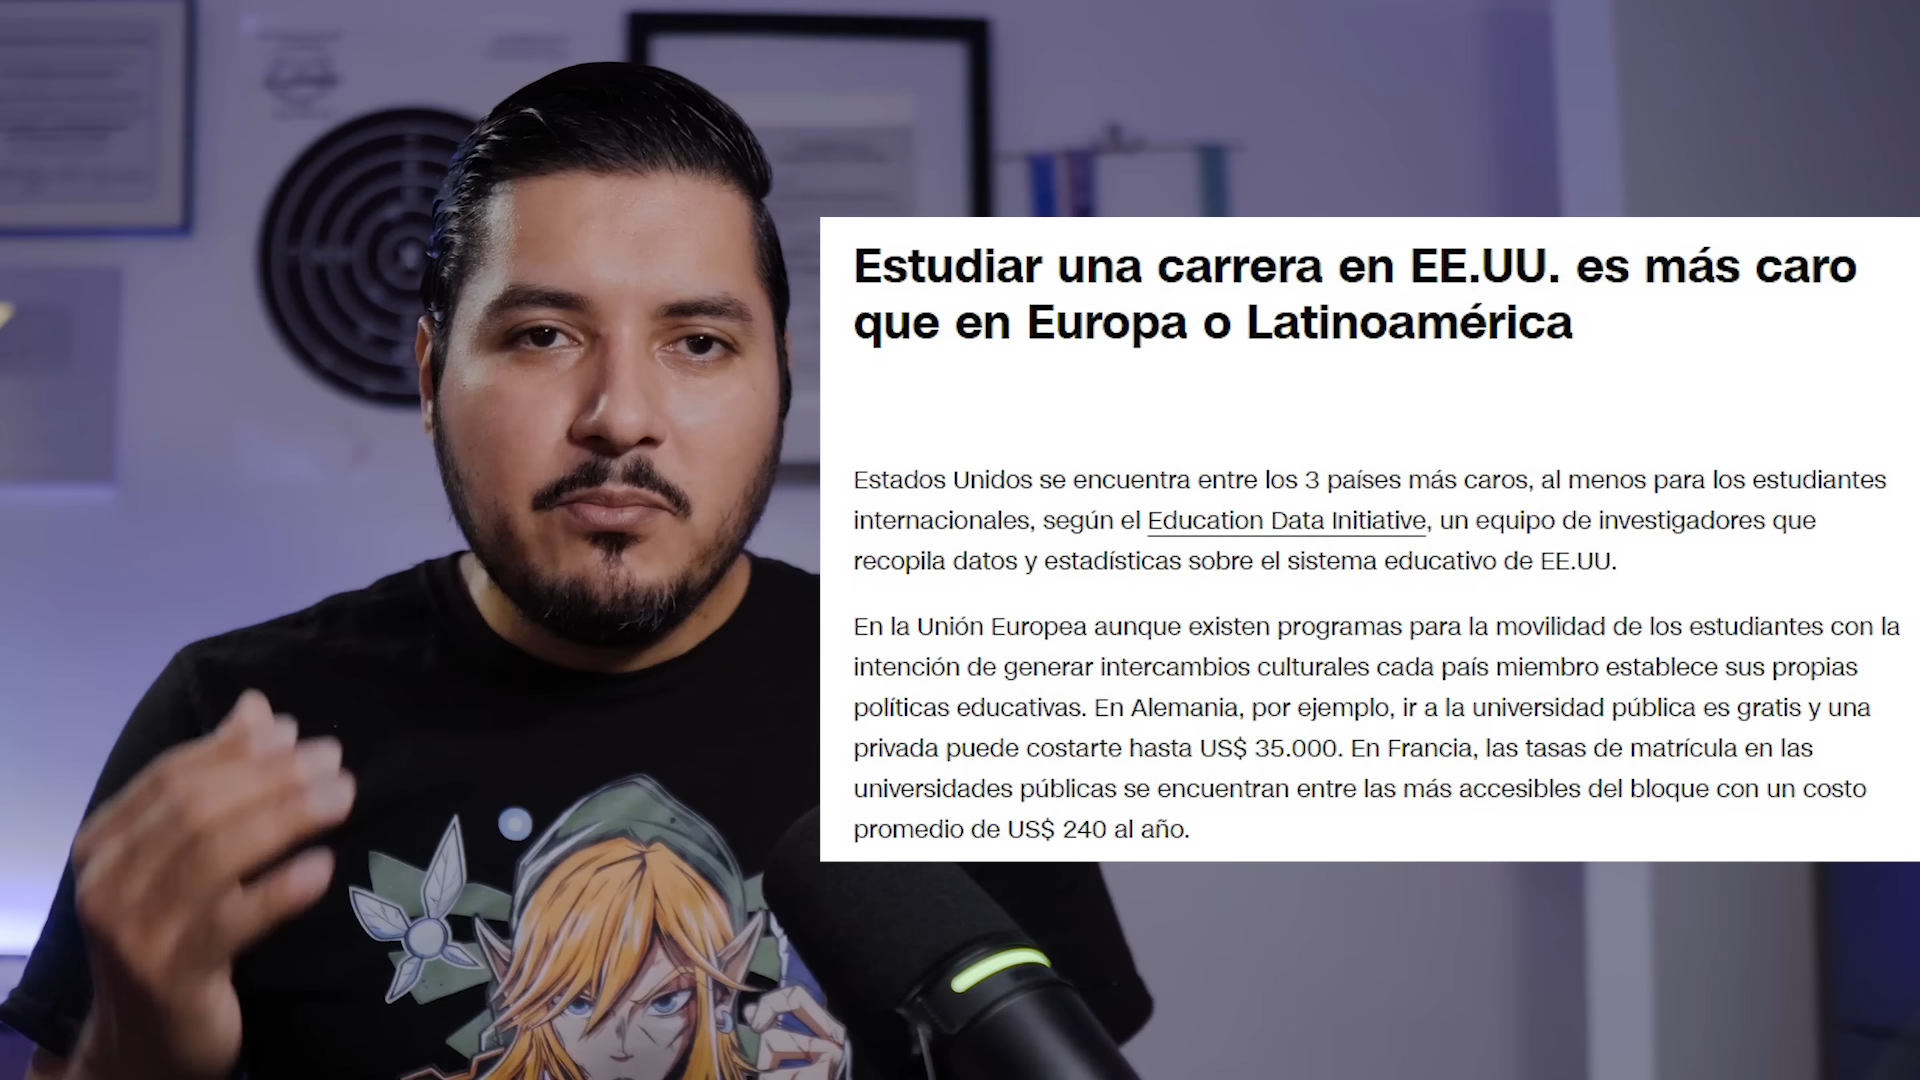 Estudiar una carrera en EE.UU. es más caro
que en Europa o Latinoamérica
Estados Unidos se encuentra entre los 3 países más caros, al menos para los estudiantes
internacionales, según el Education Data Initiative, un equipo de investigadores que
recopila datos y estadísticas sobre el sistema educativo de EE.UU.
En la Unión Europea aunque existen programas para la movilidad de los estudiantes con la
intención de generar intercambios culturales cada país miembro establece sus propias
políticas educativas. En Alemania, por ejemplo, ir a la universidad pública es gratis y una
privada puede costarte hasta US$ 35.000. En Francia, las tasas de matrícula en las
universidades públicas se encuentran entre las más accesibles del bloque con un costo
promedio de US$ 240 al año.